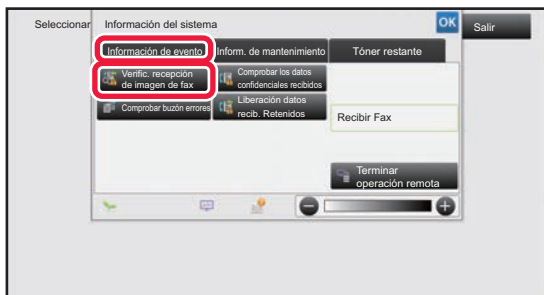 Seleccionar
Información del sistema
OK
Salir
Información de evento
Inform. de mantenimiento
Tóner restante
Verific. recepción
de imagen de fax
Comprobar los datos
confidenciales recibidos
Comprobar buzón errores
Liberación datos
recib. Retenidos
Recibir Fax
Terminar
operación remota